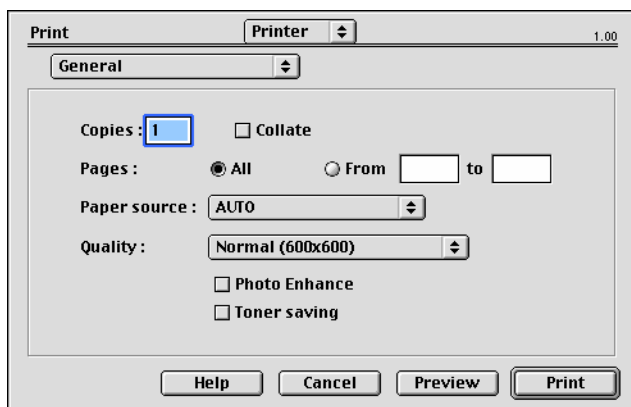 Print Printer 1.00
General
Copies : 1 Collate
Pages : All From to
Paper source : AUTO
Quality : Normal (600x600)
Photo Enhance
Toner saving
Help Cancel Preview Print